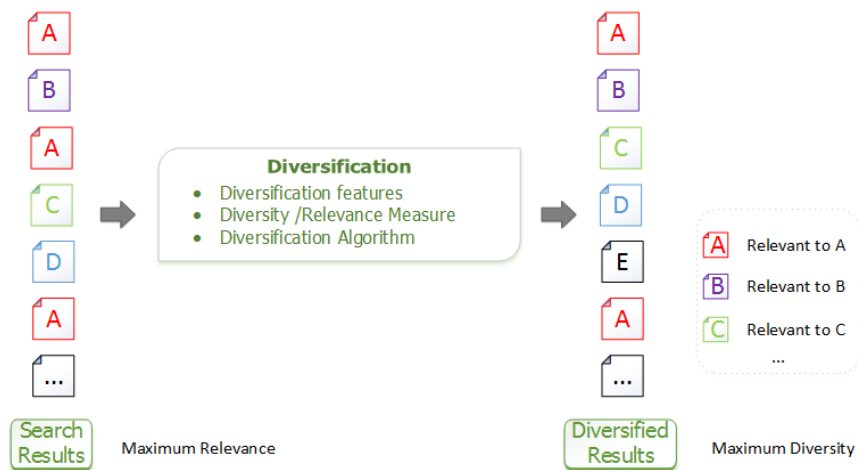 A
B
A
C
D
A
...
Search
Results
Maximum Relevance
Diversification
• Diversification features
• Diversity /Relevance Measure
• Diversification Algorithm
A
B
C
D
E
A
...
Diversified
Results
Maximum Diversity
A Relevant to A
B Relevant to B
C Relevant to C
...